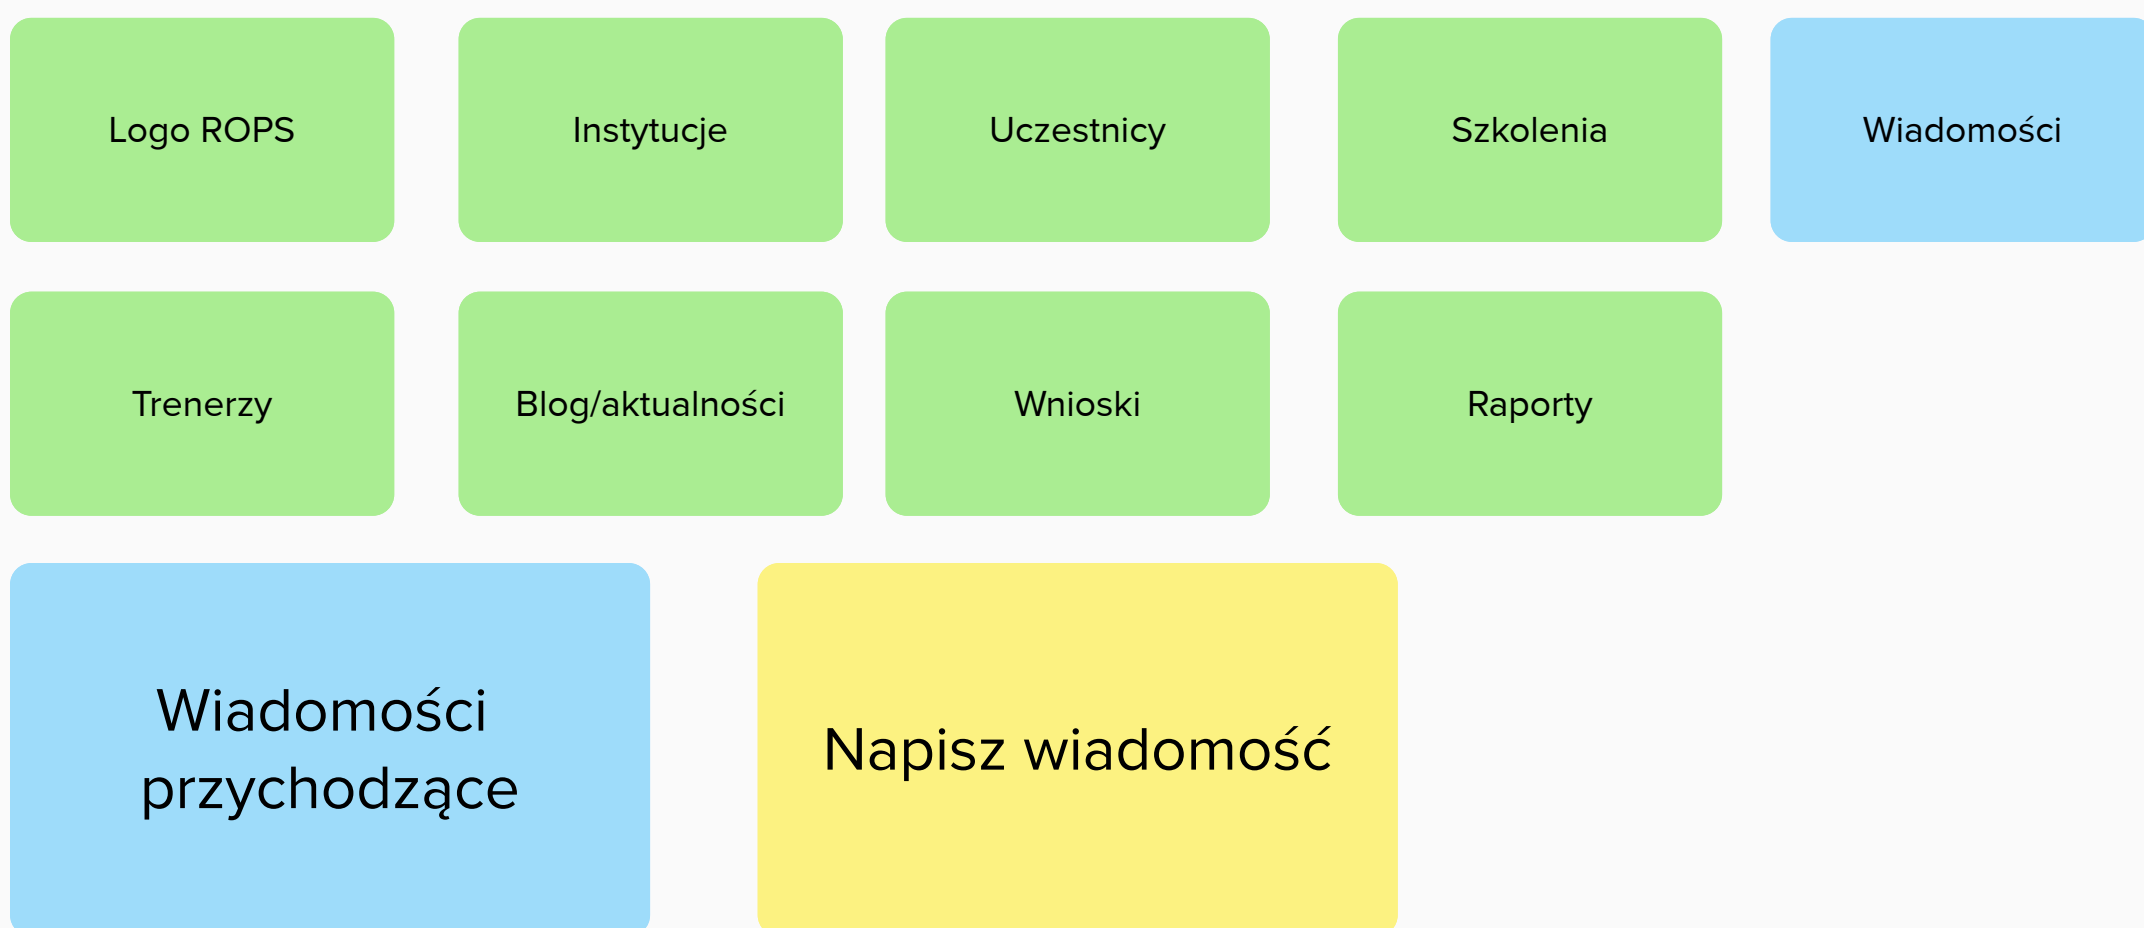 Logo ROPS
Instytucje
Uczestnicy
Szkolenia
Wiadomości
Trenerzy
Blog/aktualności
Wnioski
Raporty
Wiadomości
przychodzące
Napisz wiadomość